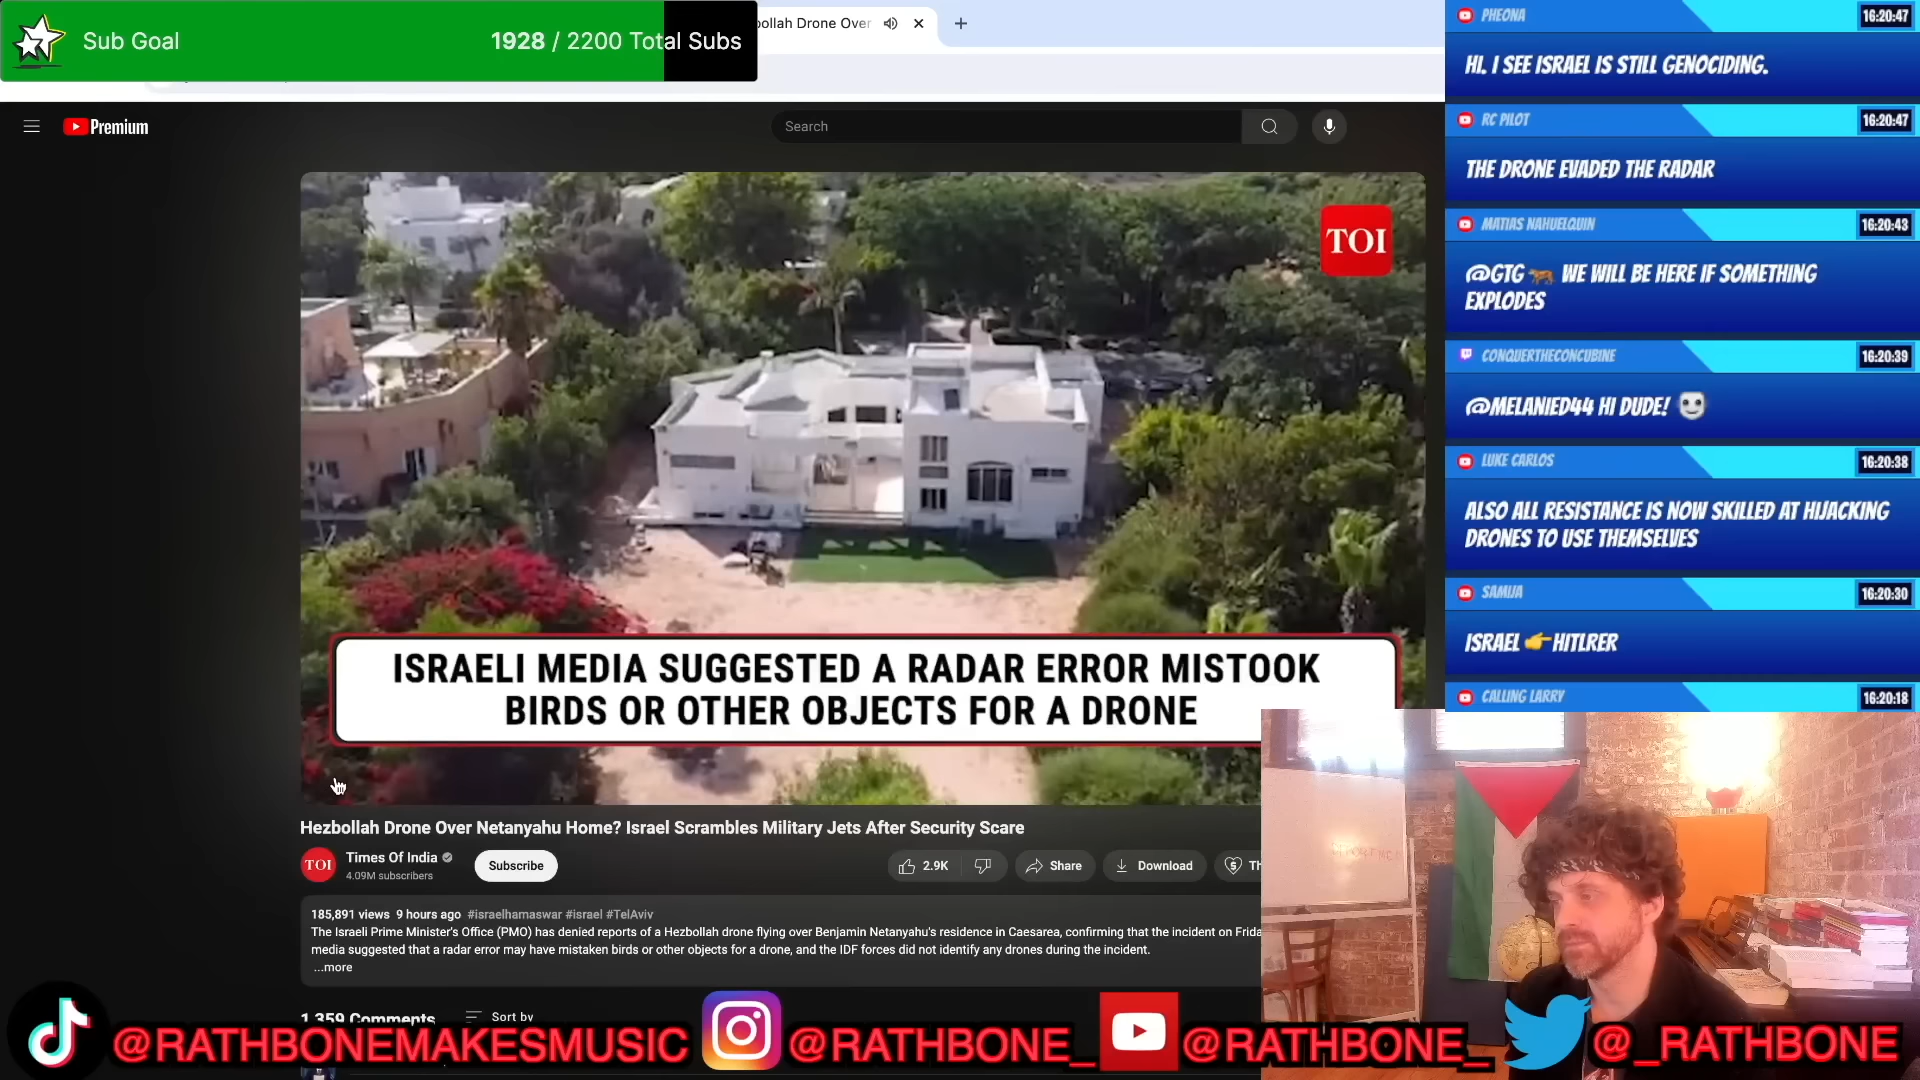 Sub Goal
1928 / 2200 Total Subs
bollah Drone Over
Premium
Search
TOI
ISRAELI MEDIA SUGGESTED A RADAR ERROR MISTOOK
BIRDS OR OTHER OBJECTS FOR A DRONE
Hezbollah Drone Over Netanyahu Home? Israel Scrambles Military Jets After Security Scare
TOI
Times Of India
4.09M subscribers
Subscribe
2.9K
Share
Download
Th
185,891 views 9 hours ago #israelhamaswar #israel #TelAviv
The Israeli Prime Minister's Office (PMO) has denied reports of a Hezbollah drone flying over Benjamin Netanyahu's residence in Caesarea, confirming that the incident on Frida
media suggested that a radar error may have mistaken birds or other objects for a drone, and the IDF forces did not identify any drones during the incident.
...more
1,359 Comments
Sort by
PHEONA
16:20:47
HI. I SEE ISRAEL IS STILL GENOCIDING.
RC PILOT
16:20:47
THE DRONE EVADED THE RADAR
MATIAS NAHUELQUIN
16:20:43
@GTG 🐅 WE WILL BE HERE IF SOMETHING
EXPLODES
CONQUERTHECONCUBINE
16:20:39
@MELANIED44 HI DUDE!
LUKE CARLOS
16:20:38
ALSO ALL RESISTANCE IS NOW SKILLED AT HIJACKING
DRONES TO USE THEMSELVES
SAMIJA
16:20:30
ISRAEL 👉HITLRER
CALLING LARRY
16:20:18
@RATHBONEMAKESMUSIC
@RATHBONE_
@RATHBONE_
@_RATHBONE